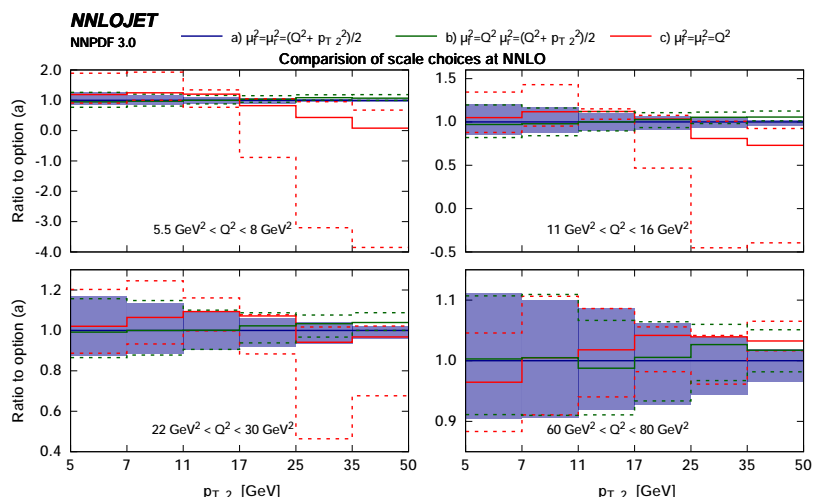 NNLOJET
NNPDF 3.0
a) μf²=μr²=(Q²+ pT 2²)/2
b) μf²=Q² μr²=(Q²+ pT 2²)/2
c) μf²=μr²=Q²
Comparision of scale choices at NNLO
Ratio to option (a)
2.0
1.0
0.0
-1.0
-2.0
-3.0
-4.0
5.5 GeV² < Q² < 8 GeV²
1.5
1.0
0.5
0.0
-0.5
11 GeV² < Q² < 16 GeV²
Ratio to option (a)
1.2
1.0
0.8
0.6
0.4
22 GeV² < Q² < 30 GeV²
5 7 11 17 25 35 50
pT 2 [GeV]
1.1
1.0
0.9
60 GeV² < Q² < 80 GeV²
5 7 11 17 25 35 50
pT 2 [GeV]